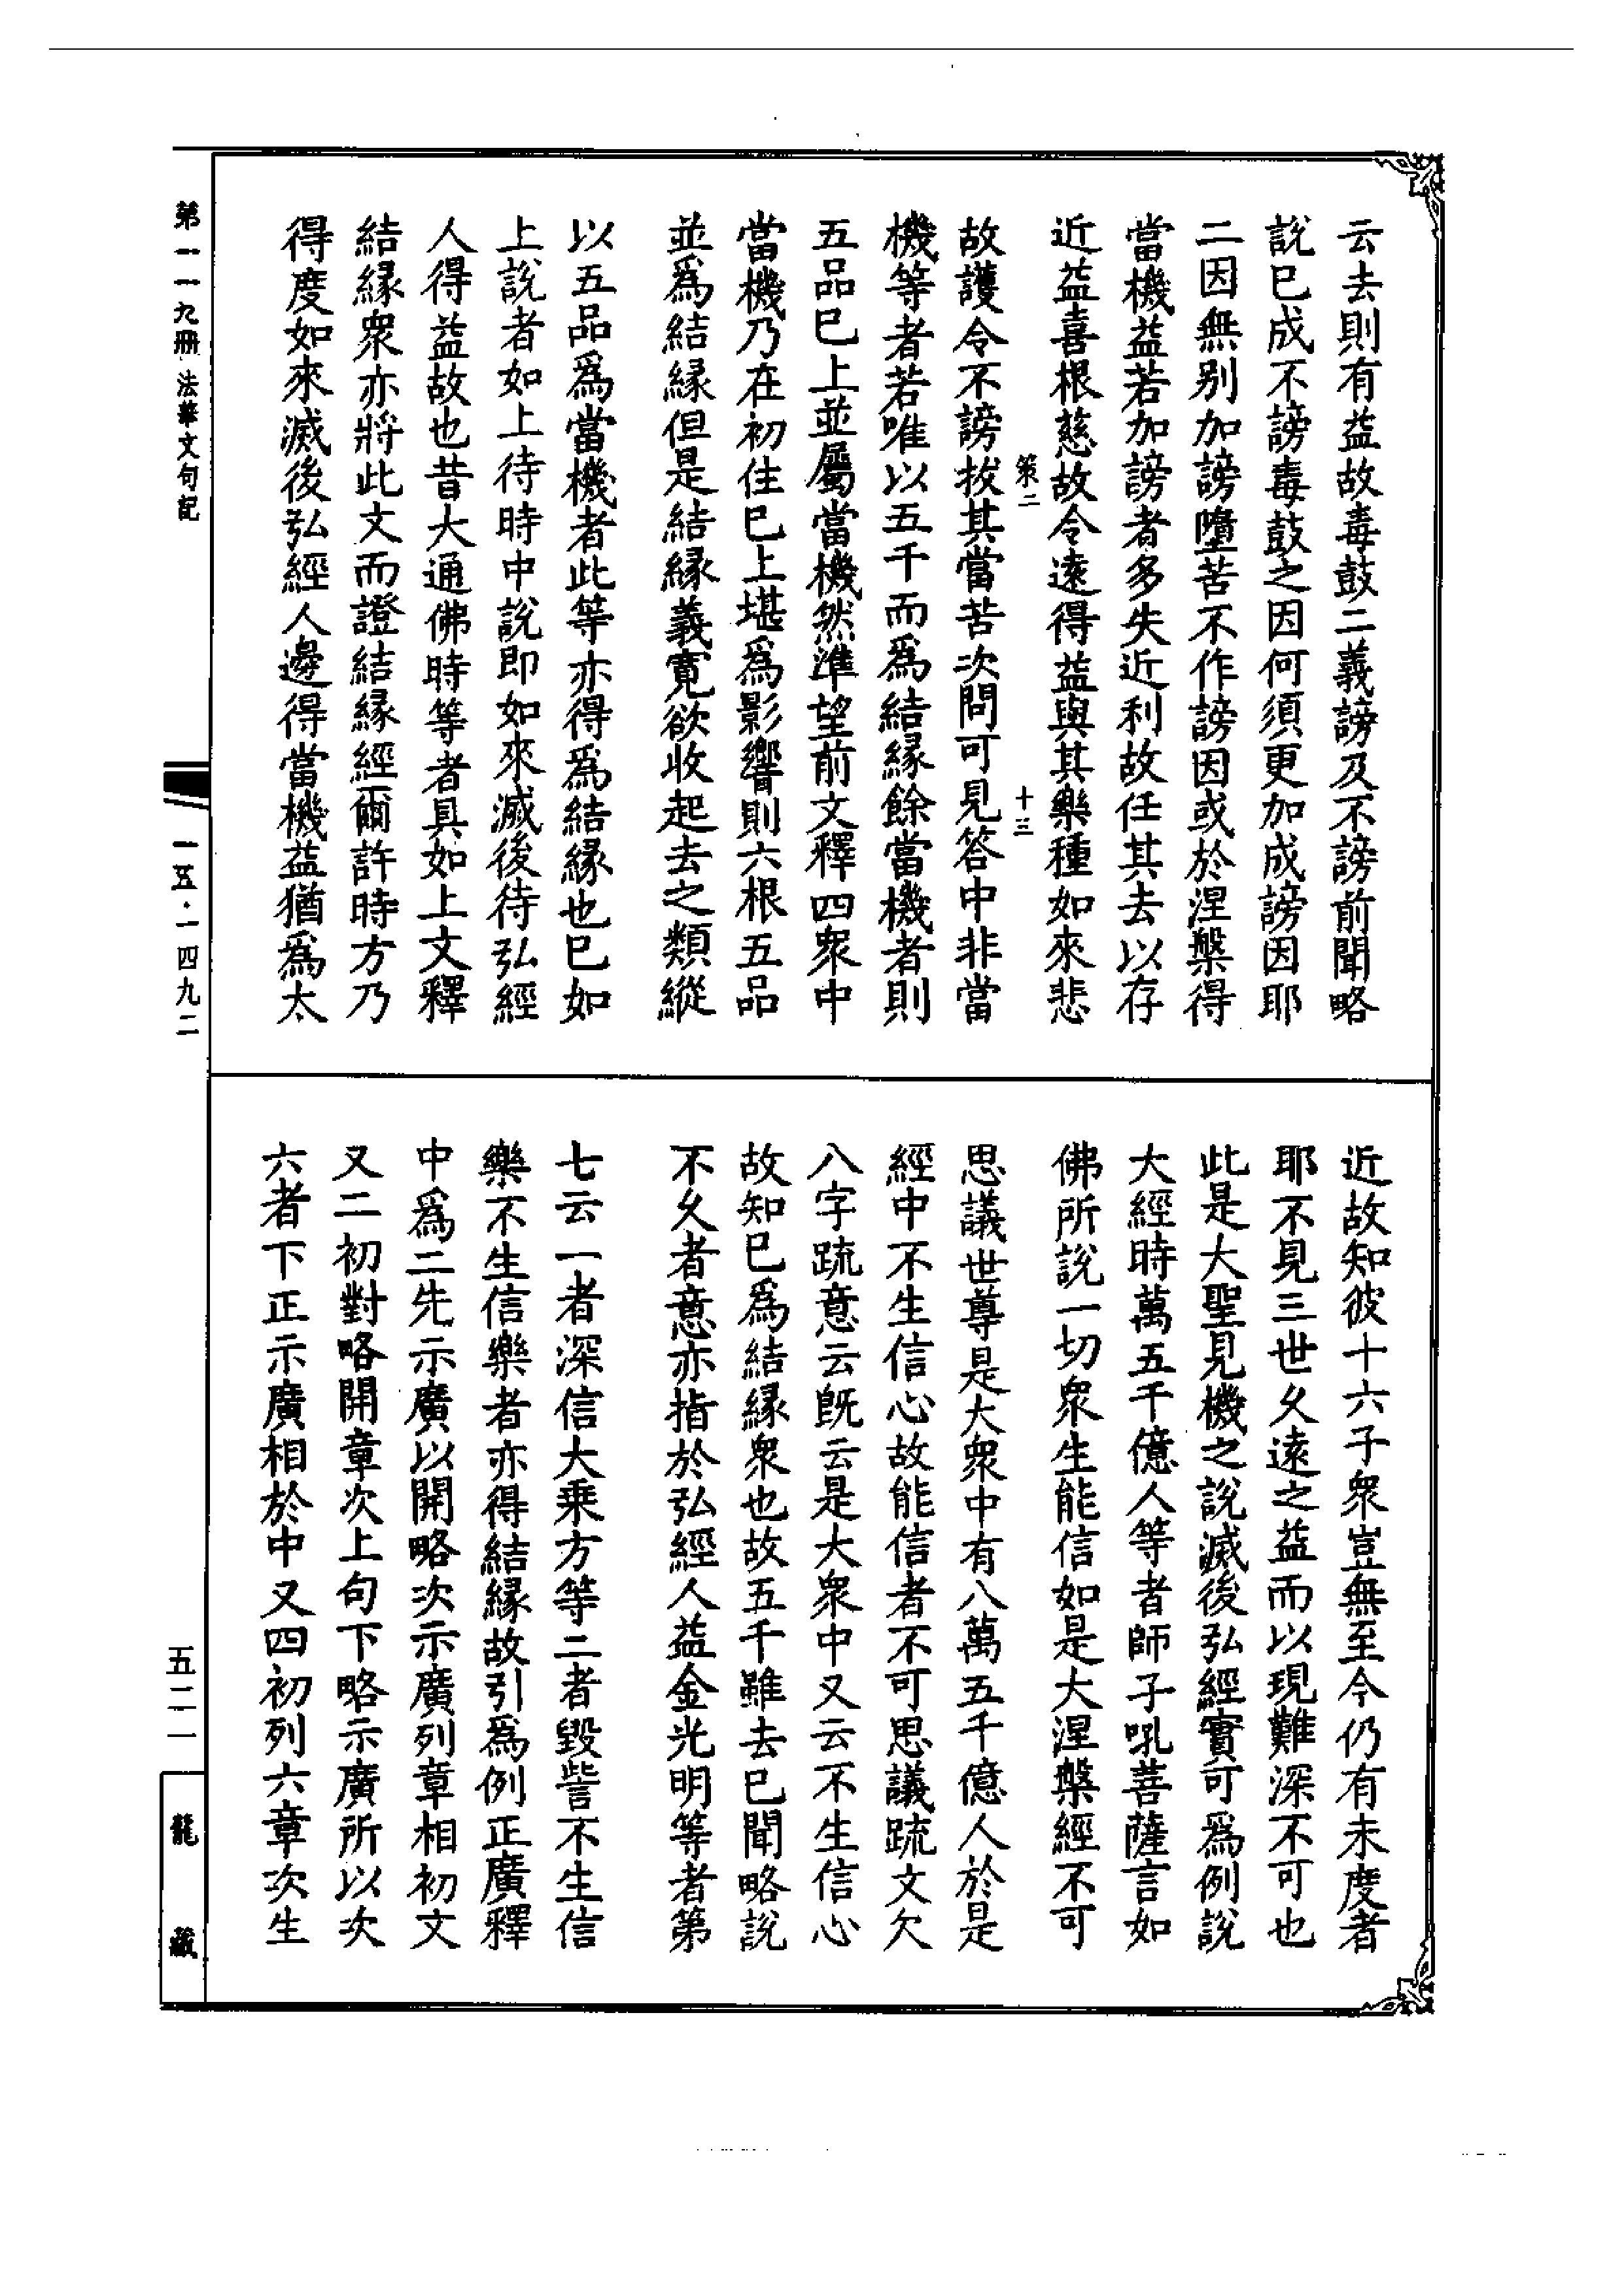 云去則有益故毒鼓二義謗及不謗前聞略
說巳成不謗毒鼓之因何須更加成謗因耶
二因無別加謗墮苦不作謗因或於涅槃得
當機益若加謗者多失近利故任其去以存
近益喜根慈故令遠得益與其樂種如來悲
策二 十三
故護令不謗拔其當苦次問可見答中非當
機等者若唯以五千而為結緣餘當機者則
五品巳上並屬當機然準望前文釋四眾中
當機乃在初住巳上堪為影響則六根五品
並為結緣但是結緣義寬欲收起去之類縱
以五品為當機者此等亦得為結緣也巳如
上說者如上待時中說即如來滅後待弘經
人得益故也昔大通佛時等者具如上文釋
結緣眾亦將此文而證結緣經爾許時方乃
得度如來滅後弘經人邊得當機益猶為太
近故知彼十六子眾豈無至今仍有未度者
耶不見三世久遠之益而以現難深不可也
此是大聖見機之說滅後弘經實可為例說
大經時萬五千億人等者師子吼菩薩言如
佛所說一切眾生能信如是大涅槃經不可
思議世尊是大眾中有八萬五千億人於是
經中不生信心故能信者不可思議疏文欠
八字疏意云既云是大眾中又云不生信心
故知巳為結緣眾也故五千雖去巳聞略說
不久者意亦指於弘經人益金光明等者第
七云一者深信大乘方等二者毀訾不生信
樂不生信樂者亦得結緣故引為例正廣釋
中為二先示廣以開略次示廣列章相初文
又二初對略開章次上句下略示廣所以次
六者下正示廣相於中又四初列六章次生
第一一九冊 法華文句記
一五·一四九二
五二一
龍藏